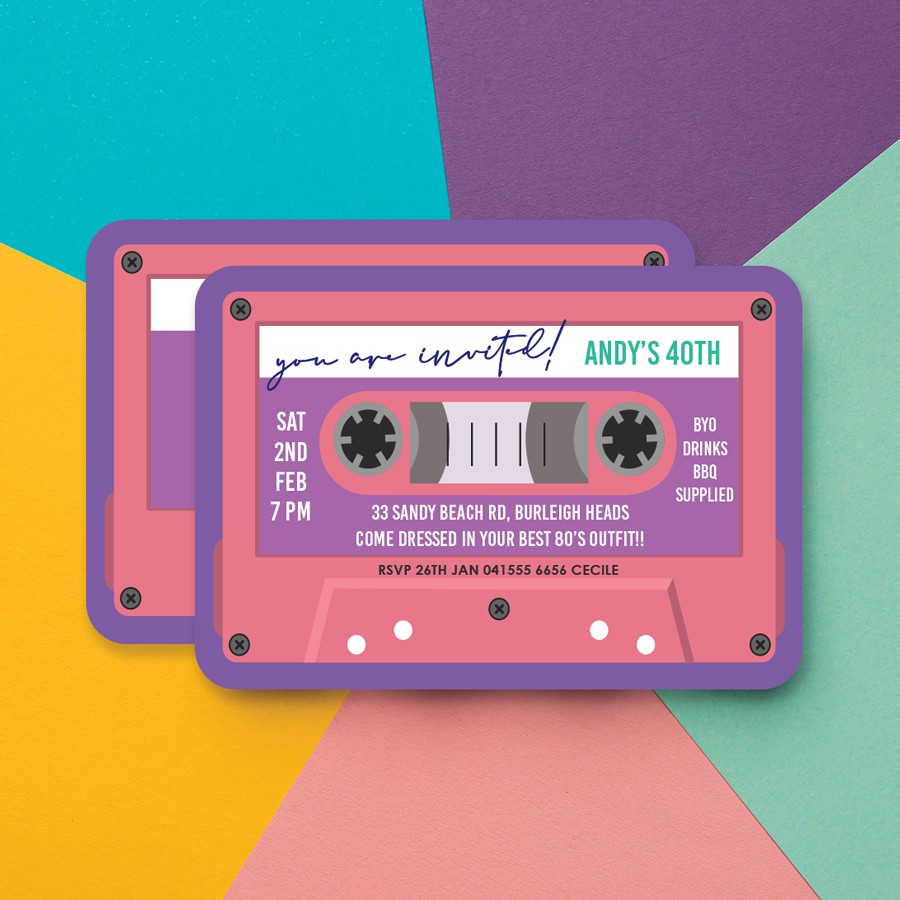 you are invited!
ANDY'S 40TH
SAT
2ND
FEB
7 PM
BYO
DRINKS
BBQ
SUPPLIED
33 SANDY BEACH RD, BURLEIGH HEADS
COME DRESSED IN YOUR BEST 80'S OUTFIT!!
RSVP 26TH JAN 041555 6656 CECILE